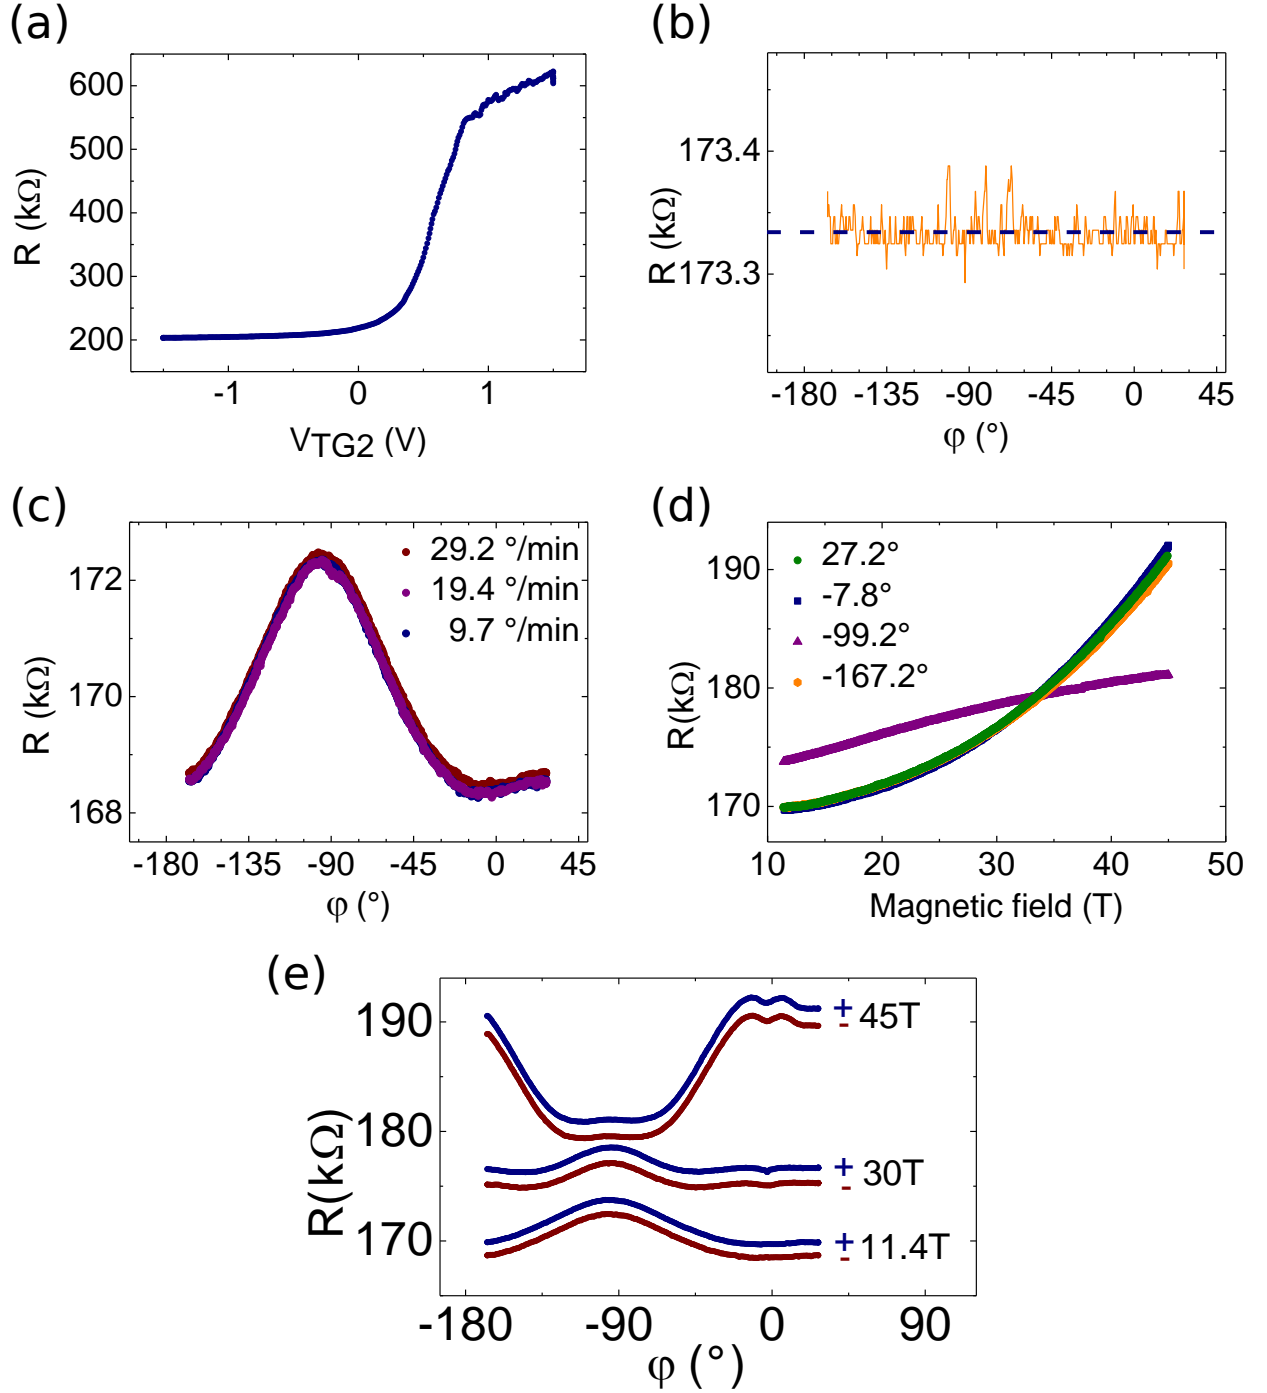 (a)
600
500
400
300
200
R (kΩ)
-1 0 1
VTG2 (V)
(b)
173.4
173.3
R (kΩ)
-180 -135 -90 -45 0 45
φ (°)
(c)
172
170
168
R (kΩ)
29.2 °/min
19.4 °/min
9.7 °/min
-180 -135 -90 -45 0 45
φ (°)
(d)
190
180
170
R(kΩ)
27.2°
-7.8°
-99.2°
-167.2°
10 20 30 40 50
Magnetic field (T)
(e)
190
180
170
R(kΩ)
+
- 45T
+
- 30T
+
- 11.4T
-180 -90 0 90
φ (°)